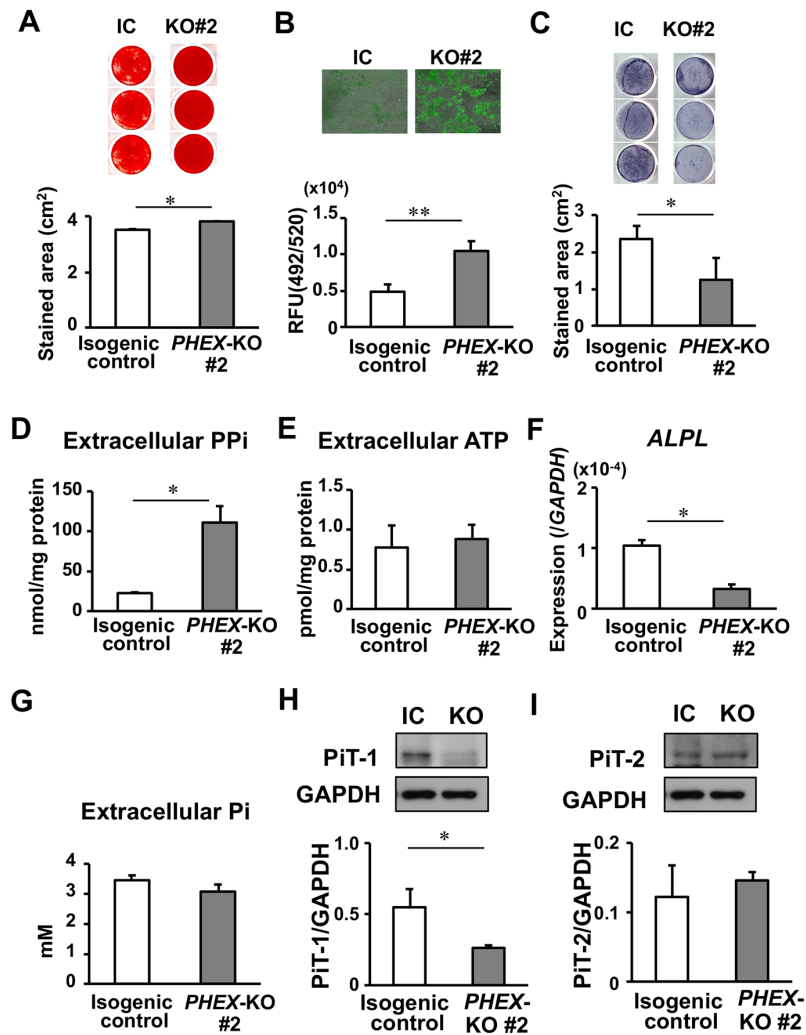 A
IC KO#2
Stained area (cm2)
4
2
0
*
Isogenic control
PHEX-KO #2
B
IC KO#2
(x10⁴)
RFU(492/520)
1.5
1.0
0.5
0
**
Isogenic control
PHEX-KO #2
C
IC KO#2
Stained area (cm2)
3
2
1
0
*
Isogenic control
PHEX-KO #2
D
Extracellular PPi
nmol/mg protein
150
100
50
0
*
Isogenic control
PHEX-KO #2
E
Extracellular ATP
pmol/mg protein
1.5
1.0
0.5
0.0
Isogenic control
PHEX-KO #2
F
ALPL
(x10-4)
Expression (/GAPDH)
2
1
0
*
Isogenic control
PHEX-KO #2
G
Extracellular Pi
mM
4
3
2
1
0
Isogenic control
PHEX-KO #2
H
IC KO
PiT-1
GAPDH
PiT-1/GAPDH
1.0
0.5
0
*
Isogenic control
PHEX-KO #2
I
IC KO
PiT-2
GAPDH
PiT-2/GAPDH
0.2
0.1
0.0
Isogenic control
PHEX-KO #2